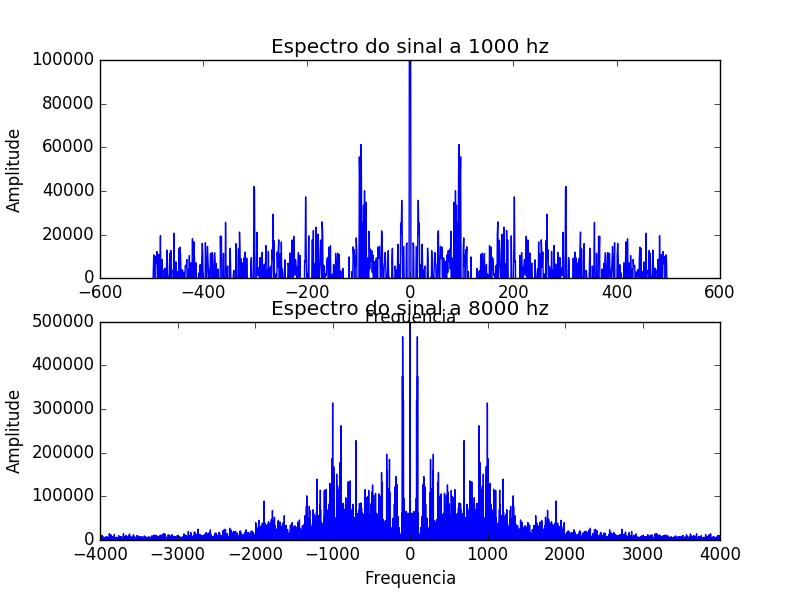 Espectro do sinal a 1000 hz
100000
80000
60000
40000
20000
0
Amplitude
−600 −400 −200 0 200 400 600
Frequencia
Espectro do sinal a 8000 hz
500000
400000
300000
200000
100000
0
Amplitude
−4000 −3000 −2000 −1000 0 1000 2000 3000 4000
Frequencia